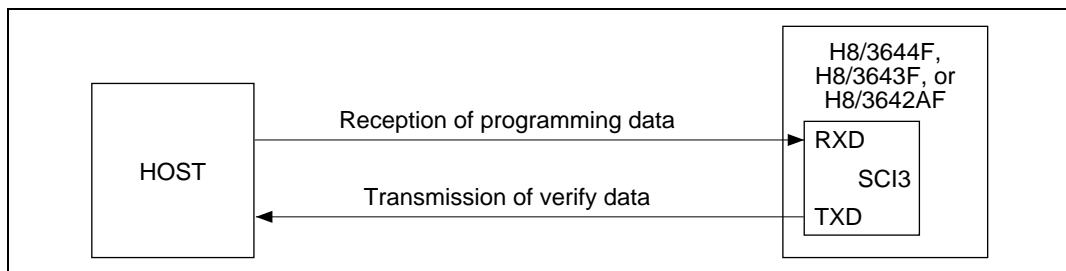 H8/3644F,
H8/3643F, or
H8/3642AF
Reception of programming data
RXD
HOST
SCI3
Transmission of verify data
TXD